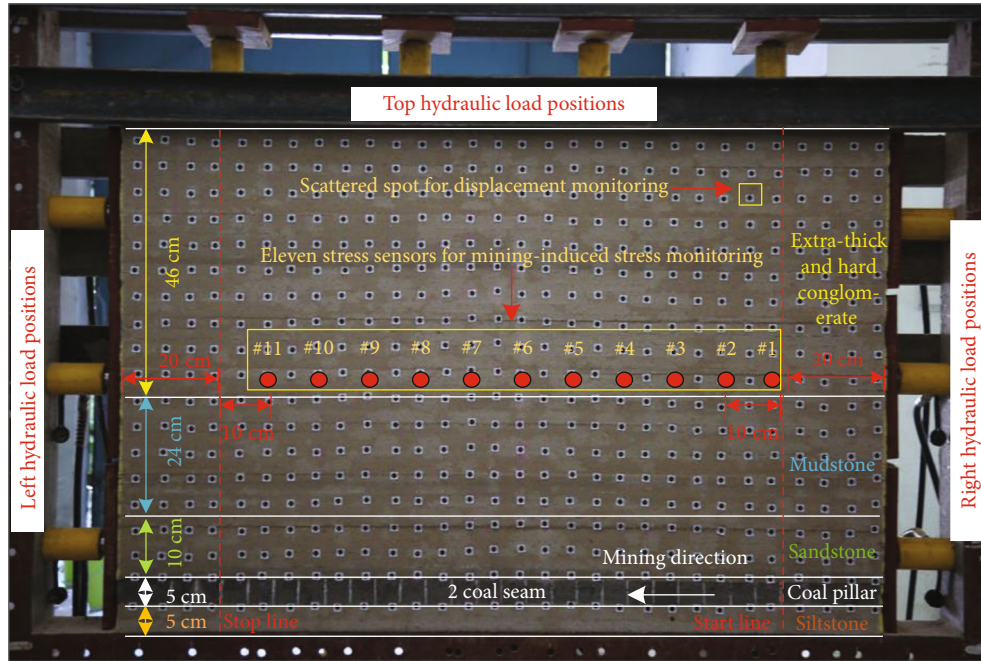 Top hydraulic load positions
Scattered spot for displacement monitoring
Eleven stress sensors for mining-induced stress monitoring
Extra-thick
and hard
conglom-
erate
Left hydraulic load positions
Right hydraulic load positions
46 cm
#11 #10 #9 #8 #7 #6 #5 #4 #3 #2 #1
20 cm
20 cm
10 cm
10 cm
24 cm
Mudstone
10 cm
Mining direction
Sandstone
5 cm
2 coal seam
Coal pillar
5 cm
Stop line
Start line
Siltstone